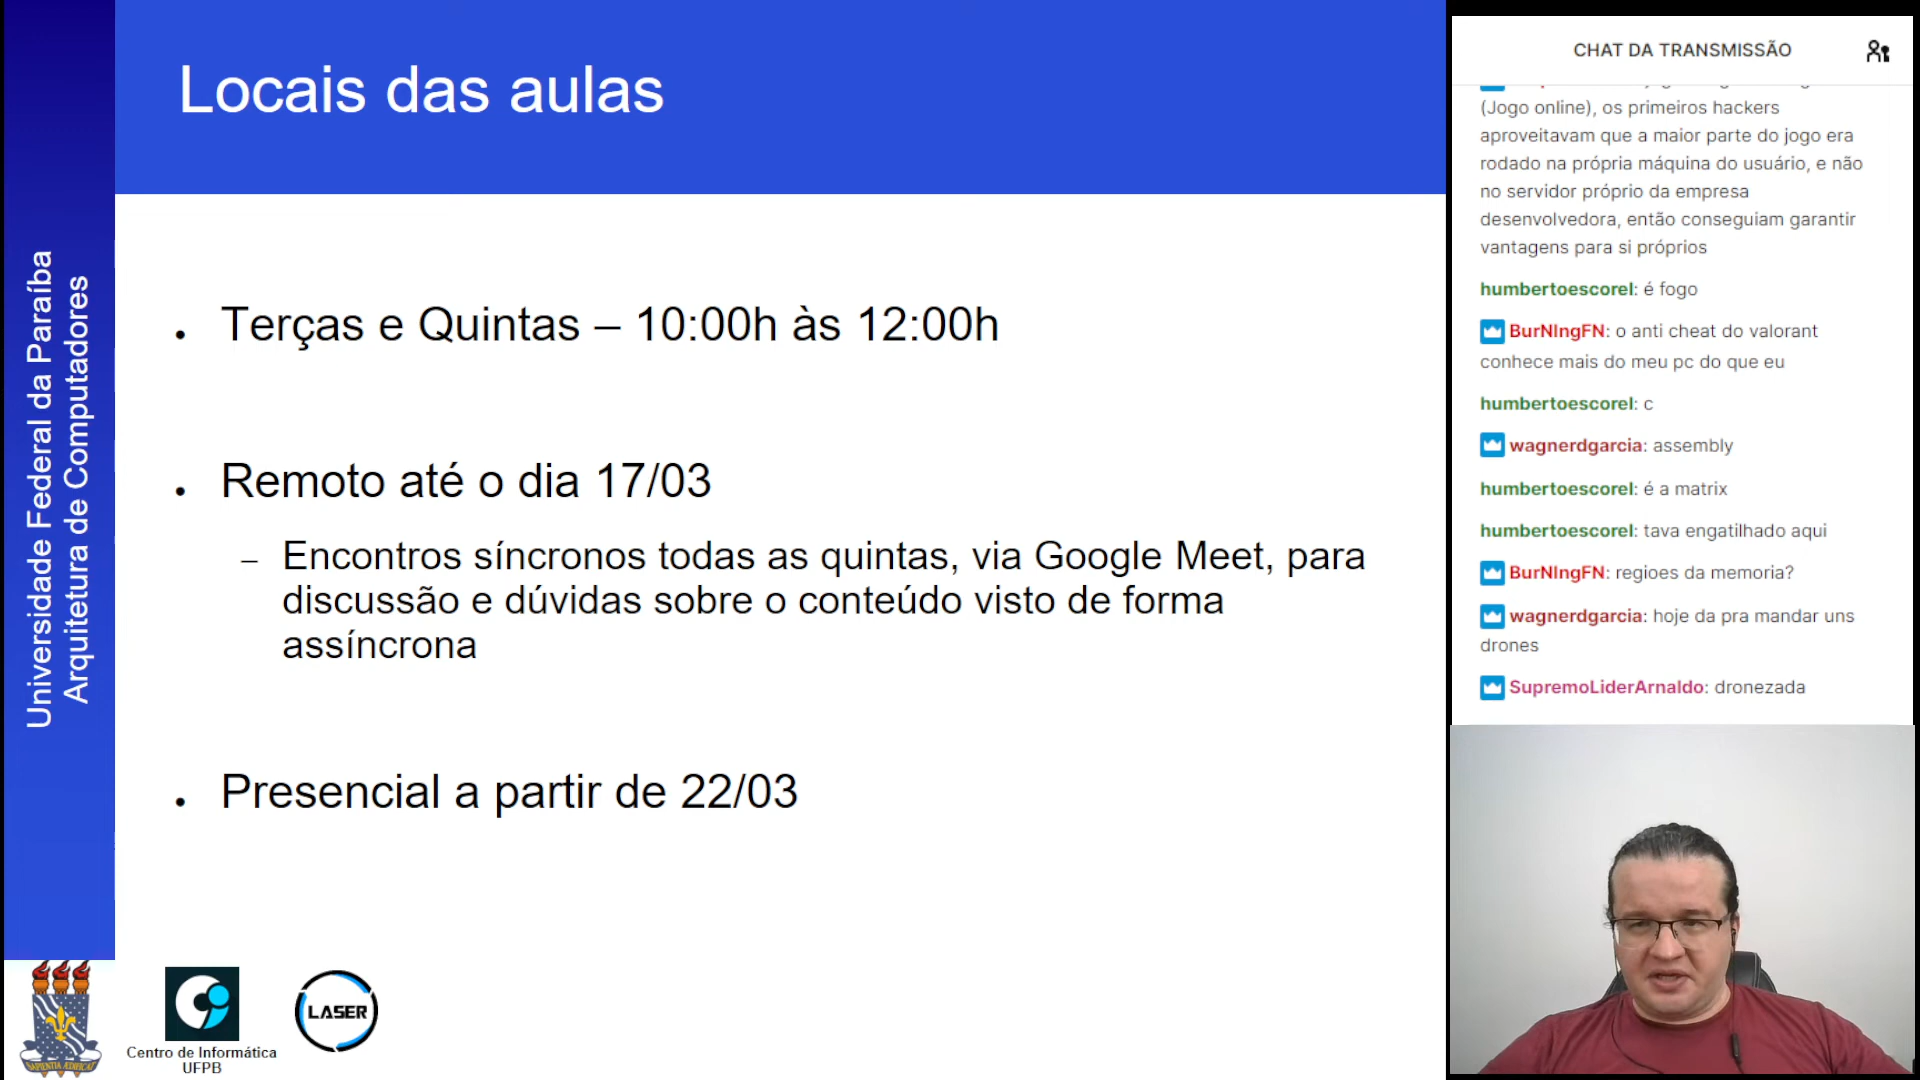 Universidade Federal da Paraíba
Arquitetura de Computadores
Locais das aulas
• Terças e Quintas – 10:00h às 12:00h
• Remoto até o dia 17/03
– Encontros síncronos todas as quintas, via Google Meet, para
discussão e dúvidas sobre o conteúdo visto de forma
assíncrona
• Presencial a partir de 22/03
Centro de Informática
UFPB
LASER
CHAT DA TRANSMISSÃO
(Jogo online), os primeiros hackers
aproveitavam que a maior parte do jogo era
rodado na própria máquina do usuário, e não
no servidor próprio da empresa
desenvolvedora, então conseguiam garantir
vantagens para si próprios
humbertoescorel: é fogo
BurNIngFN: o anti cheat do valorant
conhece mais do meu pc do que eu
humbertoescorel: c
wagnerdgarcia: assembly
humbertoescorel: é a matrix
humbertoescorel: tava engatilhado aqui
BurNIngFN: regioes da memoria?
wagnerdgarcia: hoje da pra mandar uns
drones
SupremoLiderArnaldo: dronezada